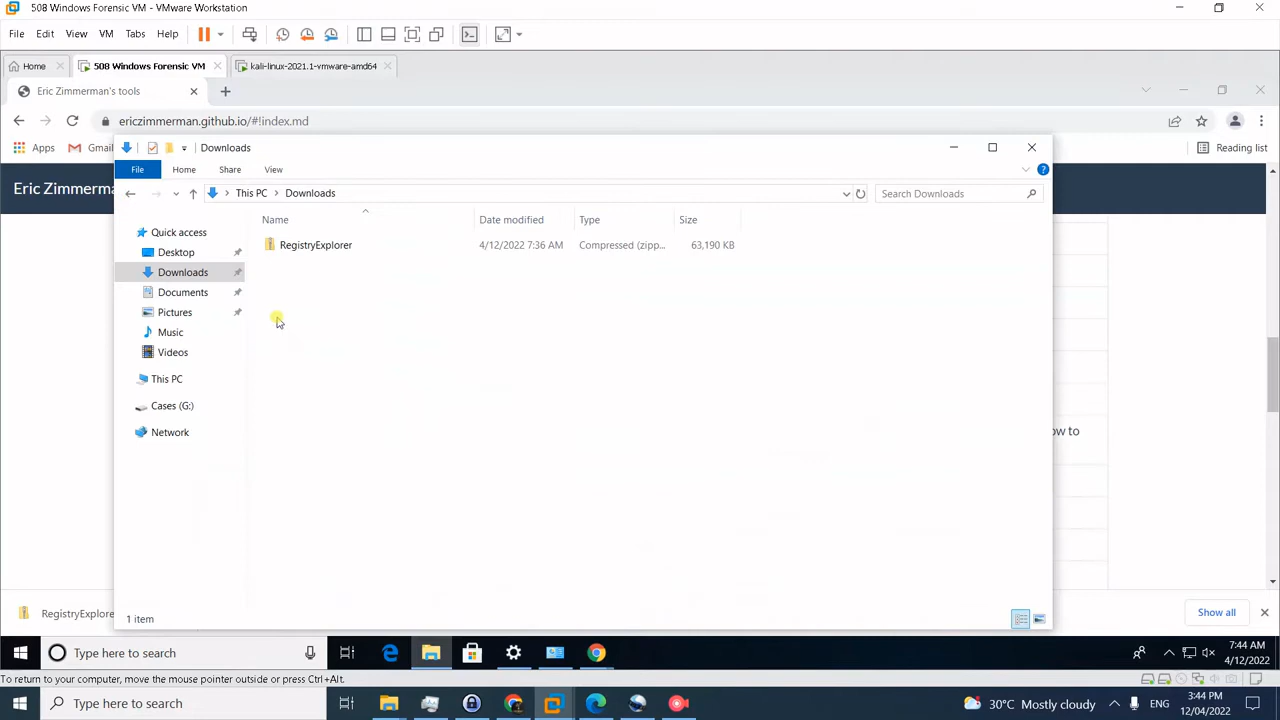 508 Windows Forensic VM - VMware Workstation
File Edit View VM Tabs Help
Home 508 Windows Forensic VM kali-linux-2021.1-vmware-amd64
Eric Zimmerman's tools
ericzimmerman.github.io/#!index.md
Apps Gmail Reading list
Downloads
Eric Zimmerma
File Home Share View
This PC Downloads Search Downloads
Name Date modified Type Size
Quick access
RegistryExplorer 4/12/2022 7:36 AM Compressed (zipp... 63,190 KB
Desktop
Downloads
Documents
Pictures
Music
Videos
This PC
Cases (G:)
Network
ow to
1 item
RegistryExplore Show all
Type here to search
7:44 AM
4/12/2022
To return to your computer, move the mouse pointer outside or press Ctrl+Alt.
Type here to search 30°C Mostly cloudy ENG
3:44 PM
12/04/2022